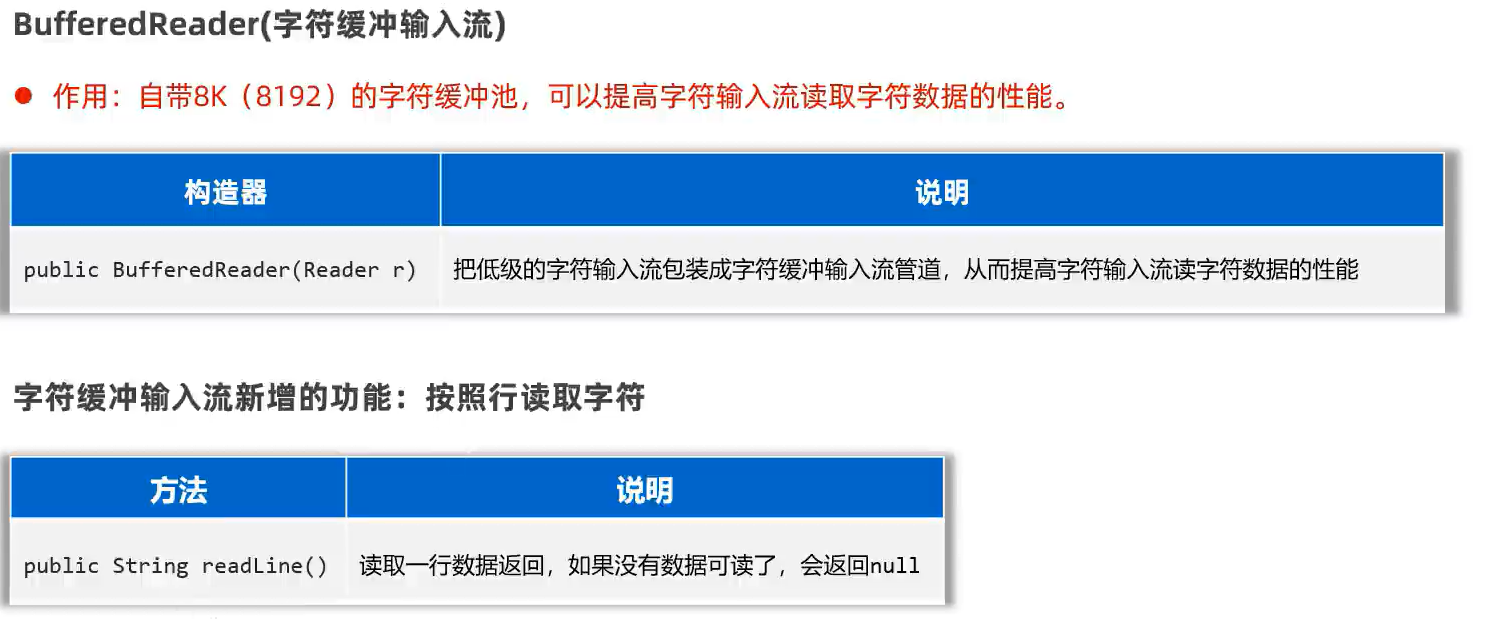 BufferedReader(字符缓冲输入流)
● 作用：自带8K（8192）的字符缓冲池，可以提高字符输入流读取字符数据的性能。
构造器 说明
public BufferedReader(Reader r) 把低级的字符输入流包装成字符缓冲输入流管道，从而提高字符输入流读字符数据的性能
字符缓冲输入流新增的功能：按照行读取字符
方法 说明
public String readLine() 读取一行数据返回，如果没有数据可读了，会返回null